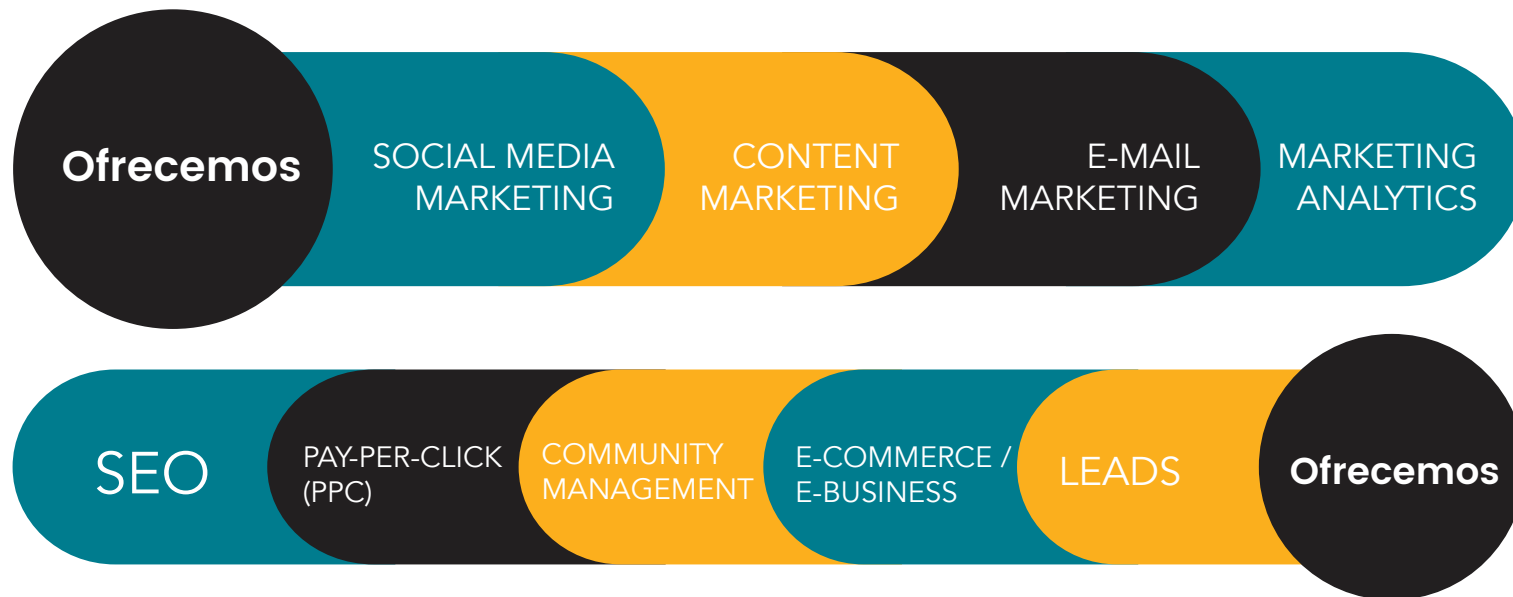 Ofrecemos
SOCIAL MEDIA
MARKETING
CONTENT
MARKETING
E-MAIL
MARKETING
MARKETING
ANALYTICS
SEO
PAY-PER-CLICK
(PPC)
COMMUNITY
MANAGEMENT
E-COMMERCE /
E-BUSINESS
LEADS
Ofrecemos